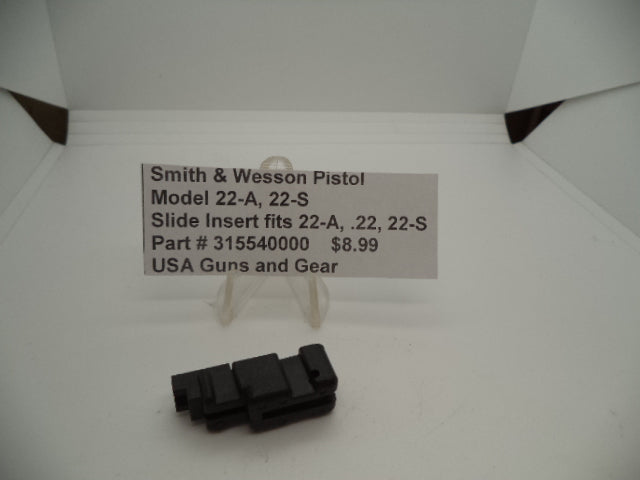 Smith & Wesson Pistol
Model 22-A, 22-S
Slide Insert fits 22-A, .22, 22-S
Part # 315540000 $8.99
USA Guns and Gear